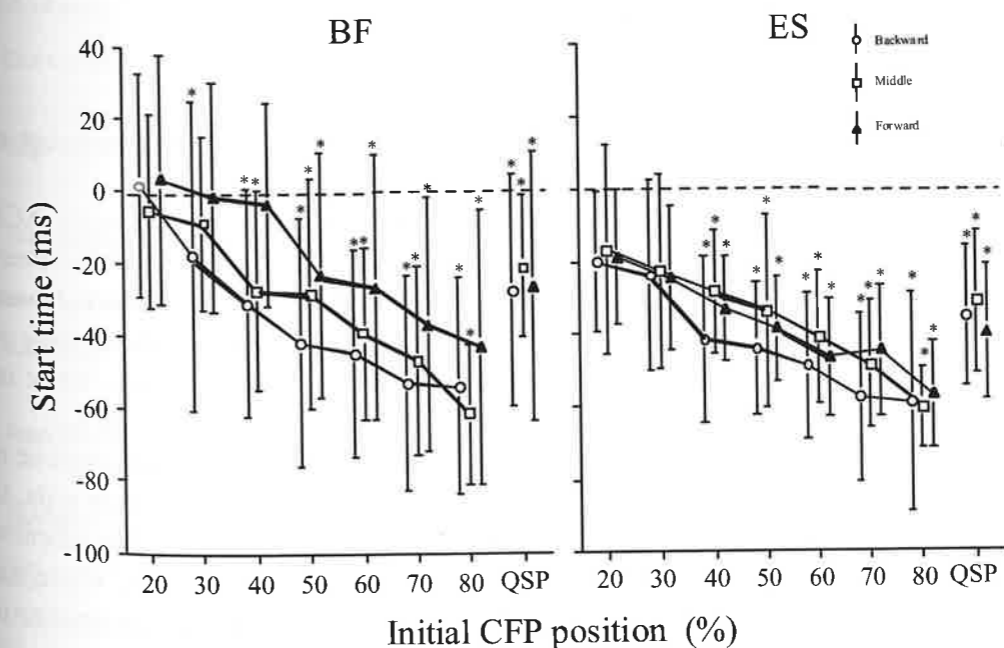 BF
ES
Backward
Middle
Forward
40
20
0
-20
-40
-60
-80
-100
Start time (ms)
20 30 40 50 60 70 80 QSP
20 30 40 50 60 70 80 QSP
Initial CFP position (%)